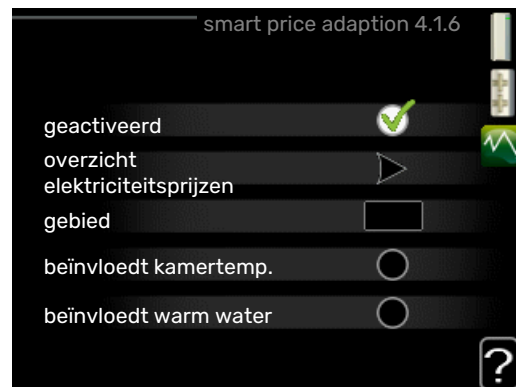 smart price adaption 4.1.6
geactiveerd
overzicht
elektriciteitsprijzen
gebied
beïnvloedt kamertemp.
beïnvloedt warm water
?